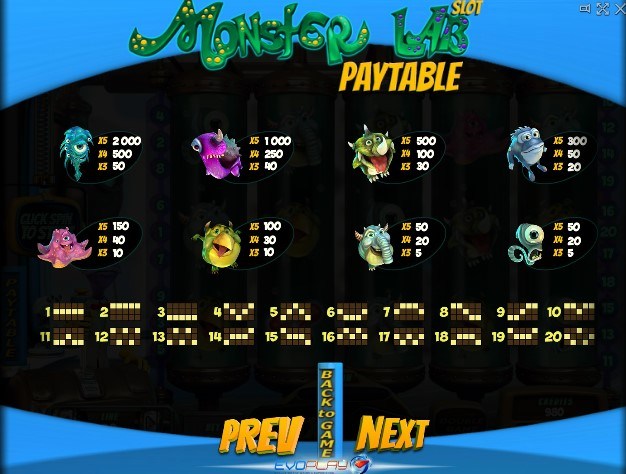 MONSTER LAB SLOT
PAYTABLE
X5 2 000
X4 500
X3 50
X5 1 000
X4 250
X3 40
X5 500
X4 100
X3 30
X5 300
X4 50
X3 20
X5 150
X4 40
X3 10
X5 100
X4 30
X3 10
X5 50
X4 20
X3 5
X5 50
X4 20
X3 5
1 2 3 4 5 6 7 8 9 10
11 12 13 14 15 16 17 18 19 20
CREDITS
980
PREV
BACK to GAME
NEXT
EVOPLAY